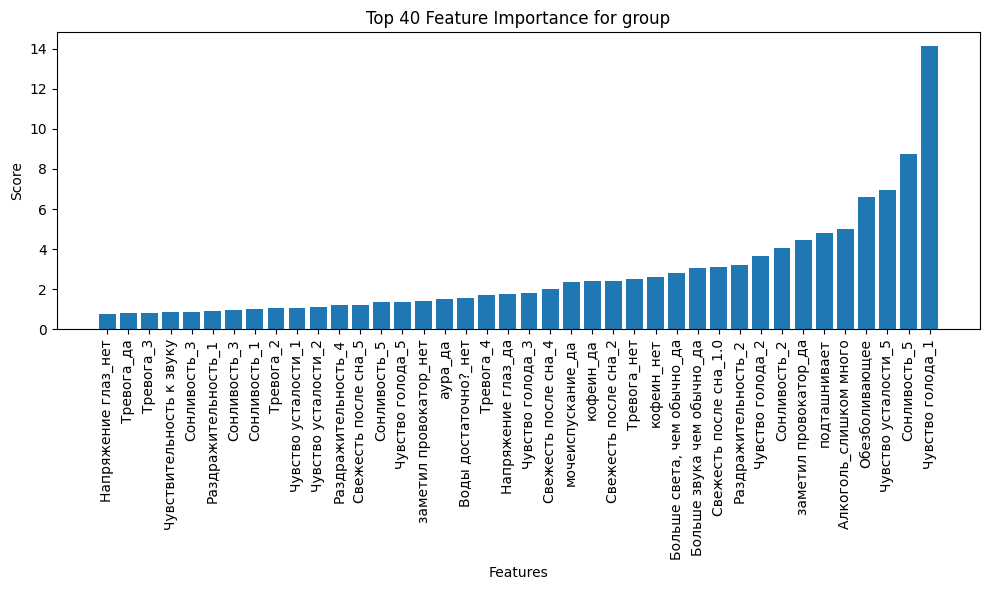 Top 40 Feature Importance for group
Score
14
12
10
8
6
4
2
0
Напряжение глаз_нет
Тревога_да
Тревога_3
Чувствительность к звуку
Сонливость_3
Раздражительность_1
Сонливость_3
Сонливость_1
Тревога_2
Чувство усталости_1
Чувство усталости_2
Раздражительность_4
Свежесть после сна_5
Сонливость_5
Чувство голода_5
заметил провокатор_нет
аура_да
Воды достаточно?_нет
Тревога_4
Напряжение глаз_да
Чувство голода_3
Свежесть после сна_4
мочеиспускание_да
кофеин_да
Свежесть после сна_2
Тревога_нет
кофеин_нет
Больше света, чем обычно_да
Больше звука чем обычно_да
Свежесть после сна_1.0
Раздражительность_2
Чувство голода_2
Сонливость_2
заметил провокатор_да
подташнивает
Алкоголь_слишком много
Обезболивающее
Чувство усталости_5
Сонливость_5
Чувство голода_1
Features